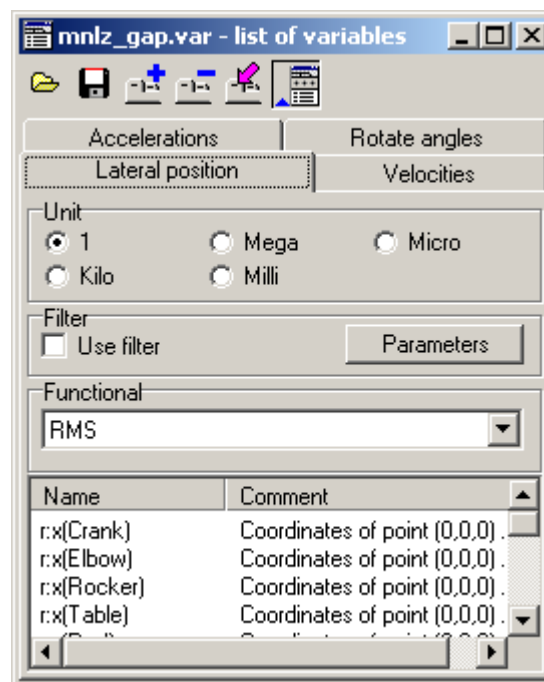 mnlz_gap.var - list of variables
Accelerations Rotate angles
Lateral position Velocities
Unit
1 Mega Micro
Kilo Milli
Filter
Use filter Parameters
Functional
RMS
Name Comment
r:x(Crank) Coordinates of point (0,0,0) .
r:x(Elbow) Coordinates of point (0,0,0) .
r:x(Rocker) Coordinates of point (0,0,0) .
r:x(Table) Coordinates of point (0,0,0) .